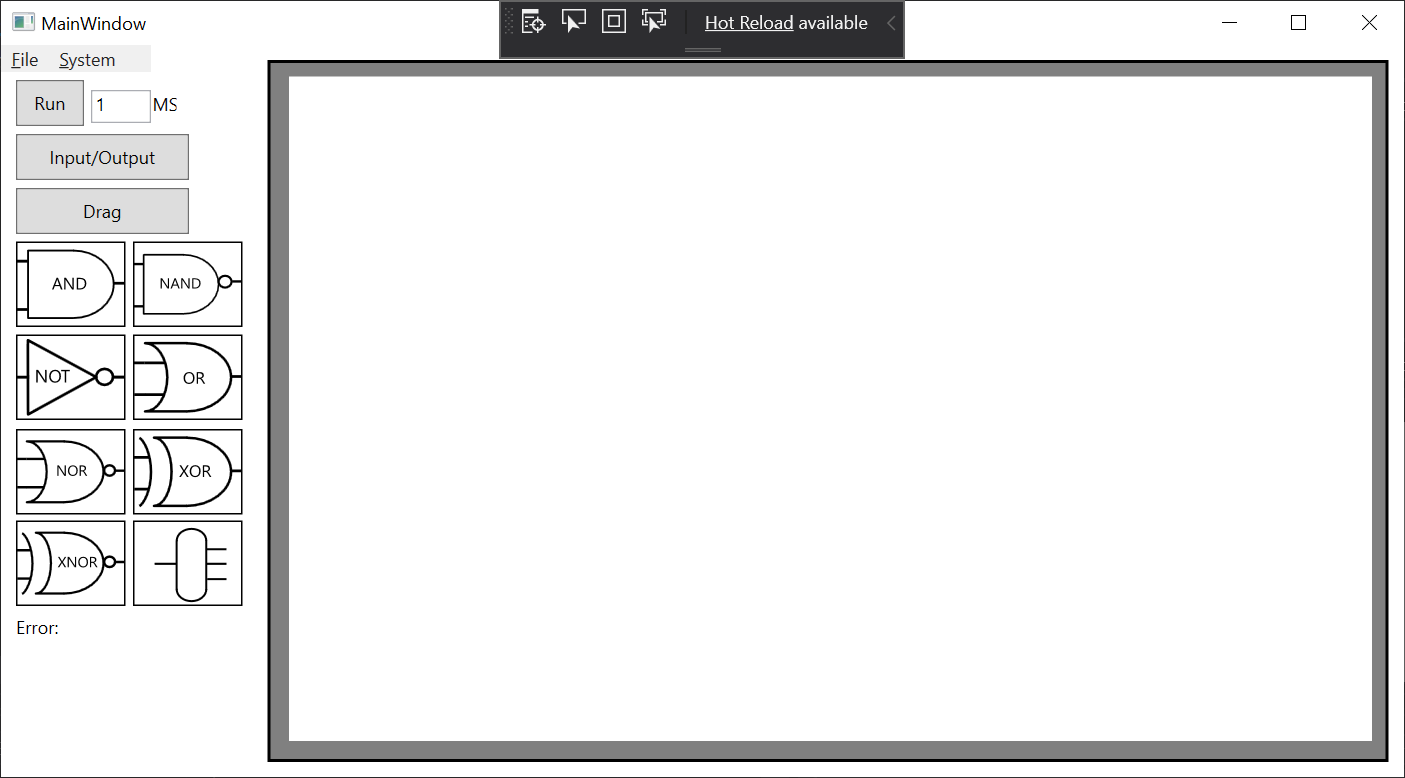 MainWindow
Hot Reload available
File System
Run 1 MS
Input/Output
Drag
AND NAND
NOT OR
NOR XOR
XNOR
Error: